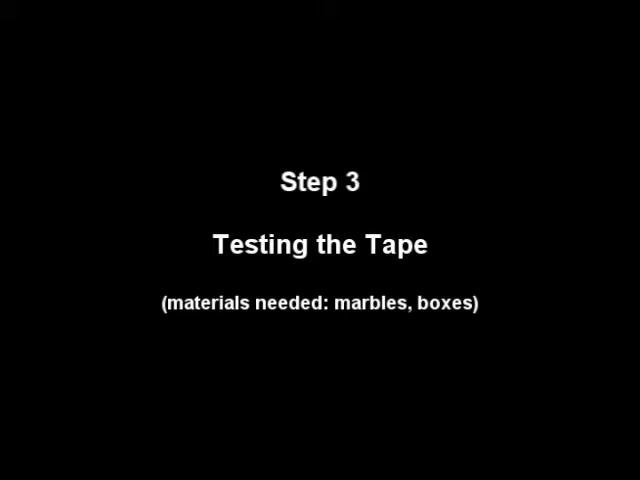 Step 3
Testing the Tape
(materials needed: marbles, boxes)